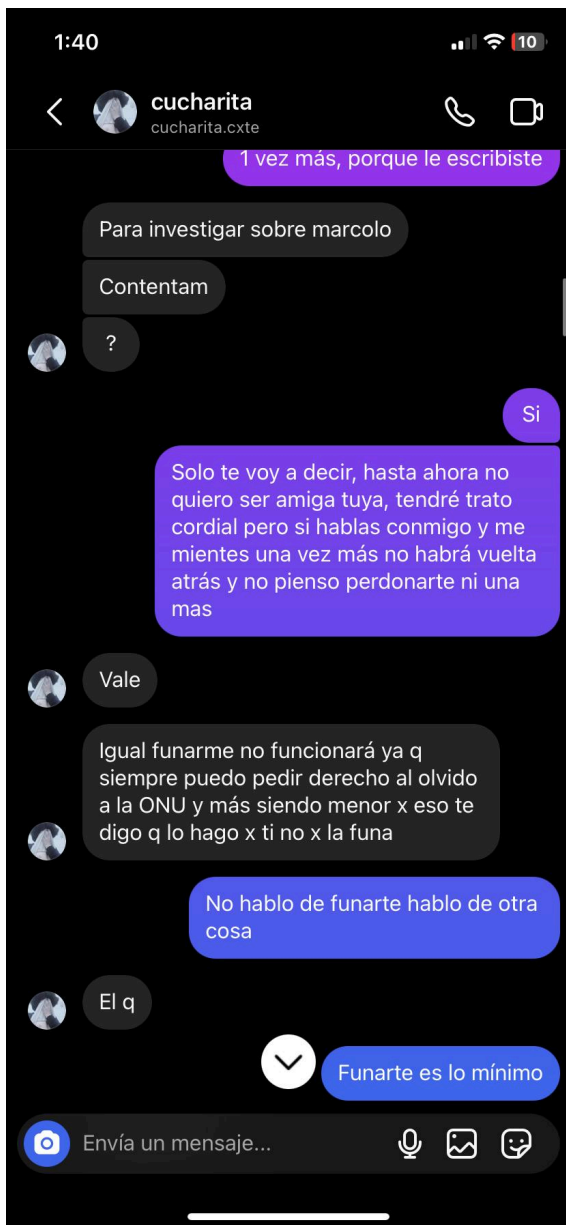 1:40
10
cucharita
cucharita.cxte
1 vez más, porque le escribiste
Para investigar sobre marcolo
Contentam
?
Si
Solo te voy a decir, hasta ahora no
quiero ser amiga tuya, tendré trato
cordial pero si hablas conmigo y me
mientes una vez más no habrá vuelta
atrás y no pienso perdonarte ni una
mas
Vale
Igual funarme no funcionará ya q
siempre puedo pedir derecho al olvido
a la ONU y más siendo menor x eso te
digo q lo hago x ti no x la funa
No hablo de funarte hablo de otra
cosa
El q
Funarte es lo mínimo
Envía un mensaje...